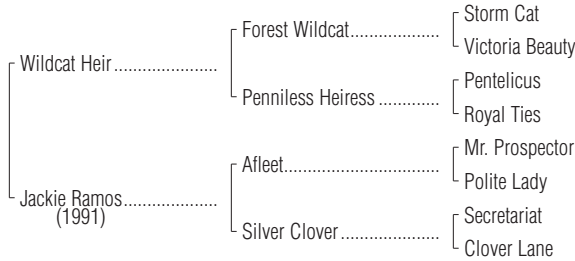 Storm Cat
Forest Wildcat
Victoria Beauty
Wildcat Heir
Pentelicus
Penniless Heiress
Royal Ties
Mr. Prospector
Afleet
Polite Lady
Jackie Ramos
(1991)
Secretariat
Silver Clover
Clover Lane